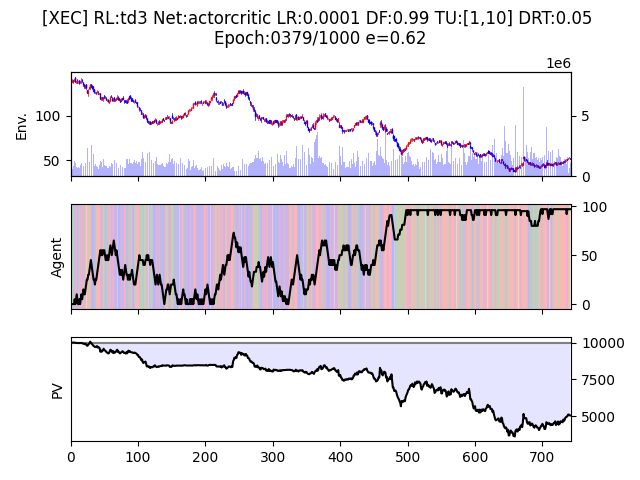 [XEC] RL:td3 Net:actorcritic LR:0.0001 DF:0.99 TU:[1,10] DRT:0.05
Epoch:0379/1000 e=0.62
1e6
Env.
100
50
5
0
Agent
100
50
0
PV
10000
7500
5000
0 100 200 300 400 500 600 700